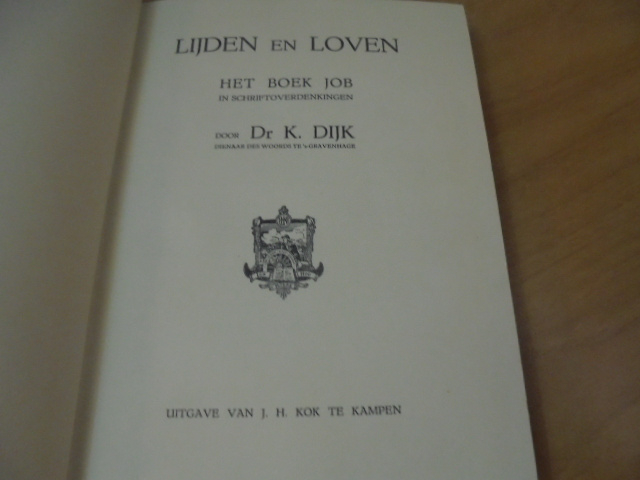 LIJDEN EN LOVEN
HET BOEK JOB
IN SCHRIFTOVERDENKINGEN
DOOR Dr K. DIJK
DIENAAR DES WOORDS TE 's-GRAVENHAGE
UITGAVE VAN J. H. KOK TE KAMPEN